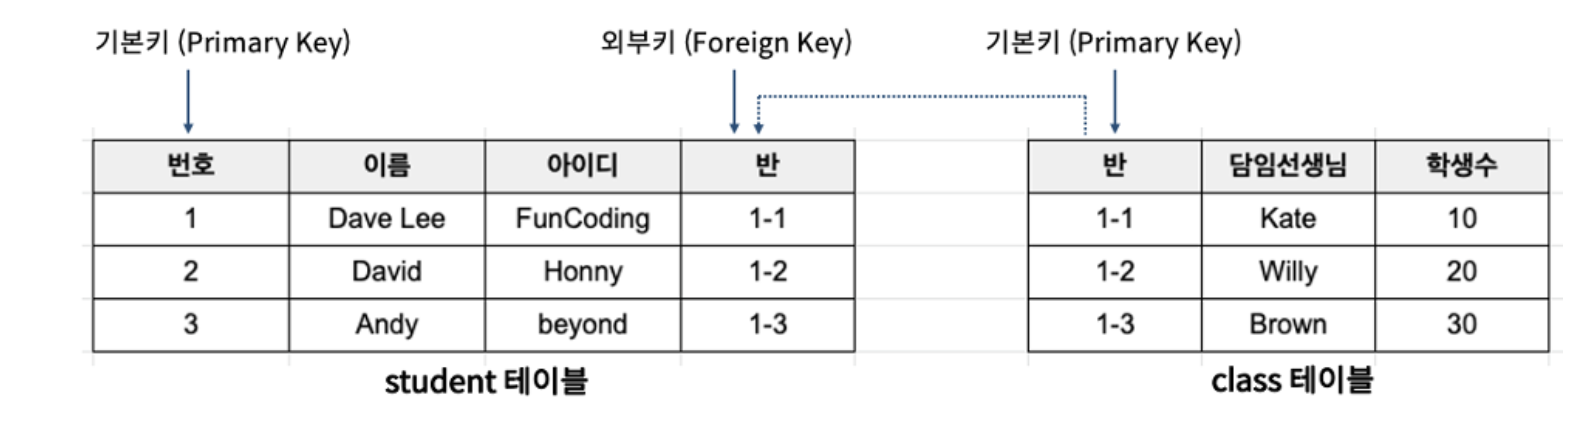 기본키 (Primary Key) 외부키 (Foreign Key) 기본키 (Primary Key)
번호 이름 아이디 반
1 Dave Lee FunCoding 1-1
2 David Honny 1-2
3 Andy beyond 1-3
student 테이블
반 담임선생님 학생수
1-1 Kate 10
1-2 Willy 20
1-3 Brown 30
class 테이블